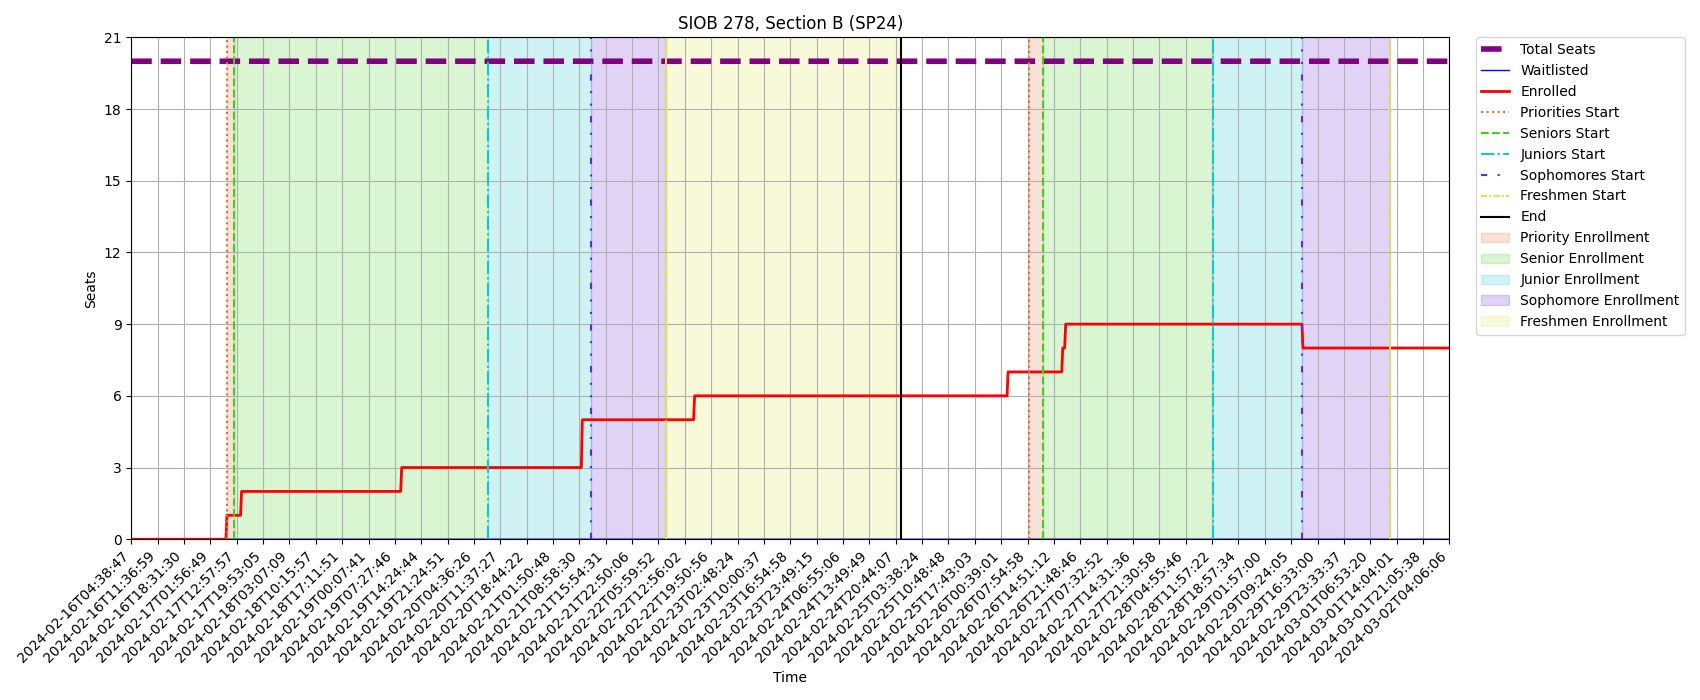 SIOB 278, Section B (SP24)
Seats
21
18
15
12
9
6
3
0
2024-02-16T04:38:47
2024-02-16T11:36:59
2024-02-16T18:31:30
2024-02-17T01:56:49
2024-02-17T12:57:57
2024-02-17T19:53:05
2024-02-18T03:07:09
2024-02-18T10:15:57
2024-02-18T17:11:51
2024-02-19T00:07:41
2024-02-19T07:27:46
2024-02-19T14:24:44
2024-02-19T21:24:51
2024-02-20T04:36:26
2024-02-20T11:37:27
2024-02-20T18:44:22
2024-02-21T01:50:48
2024-02-21T08:58:30
2024-02-21T15:54:31
2024-02-21T22:50:06
2024-02-22T05:59:52
2024-02-22T12:56:02
2024-02-22T19:50:56
2024-02-23T02:48:24
2024-02-23T10:00:37
2024-02-23T16:54:58
2024-02-23T23:49:15
2024-02-24T06:55:06
2024-02-24T13:49:49
2024-02-24T20:44:07
2024-02-25T03:38:24
2024-02-25T10:48:48
2024-02-25T17:43:03
2024-02-26T00:39:01
2024-02-26T07:54:58
2024-02-26T14:51:12
2024-02-26T21:48:46
2024-02-27T07:32:52
2024-02-27T14:31:36
2024-02-27T21:30:58
2024-02-28T04:55:46
2024-02-28T11:57:22
2024-02-28T18:57:34
2024-02-29T01:57:00
2024-02-29T09:24:05
2024-02-29T16:33:00
2024-02-29T23:33:37
2024-03-01T06:53:20
2024-03-01T14:04:01
2024-03-01T21:05:38
2024-03-02T04:06:06
Time
Total Seats
Waitlisted
Enrolled
Priorities Start
Seniors Start
Juniors Start
Sophomores Start
Freshmen Start
End
Priority Enrollment
Senior Enrollment
Junior Enrollment
Sophomore Enrollment
Freshmen Enrollment